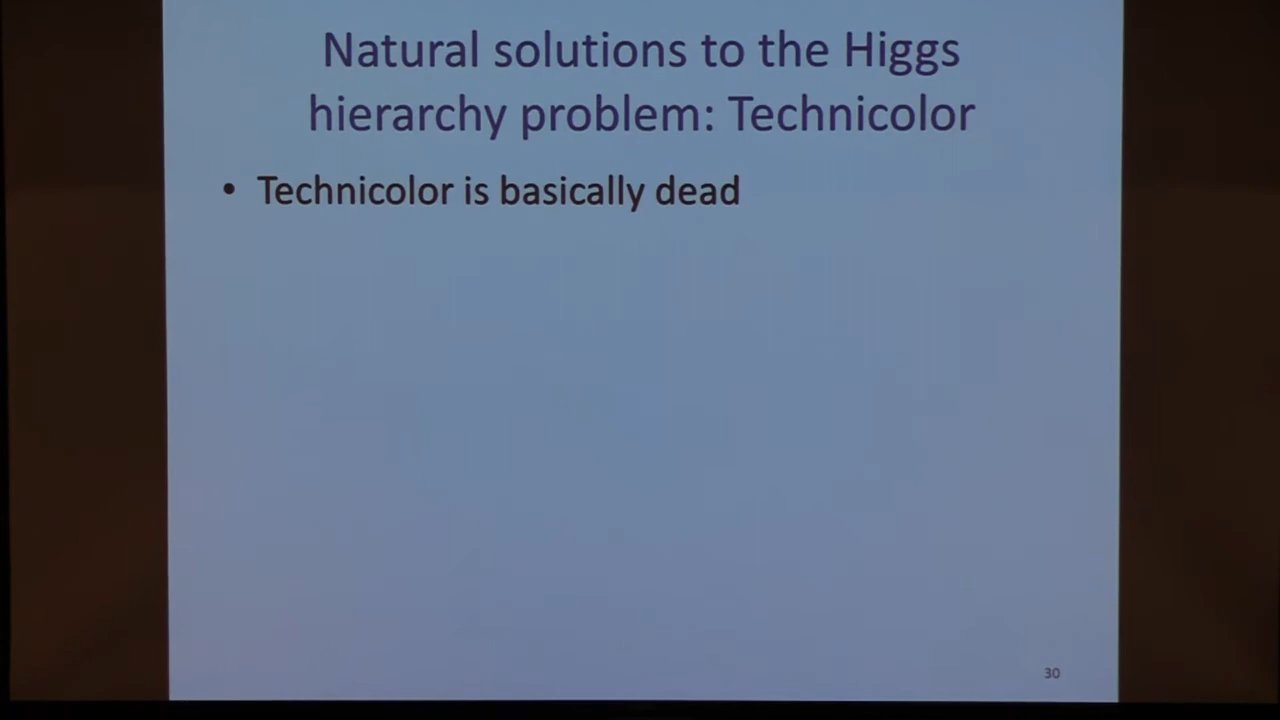 Natural solutions to the Higgs
hierarchy problem: Technicolor
• Technicolor is basically dead
30